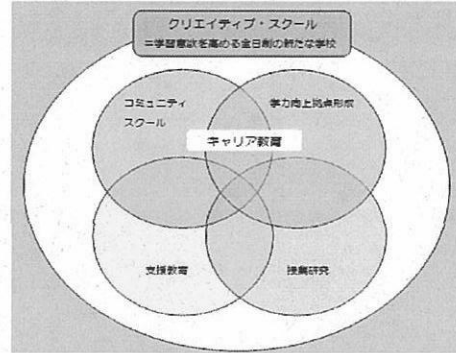 クリエイティブ・スクール
=学習意欲を高める全日制の新たな学校
コミュニティ
スクール
学力向上拠点形成
キャリア教育
支援教育
授業研究